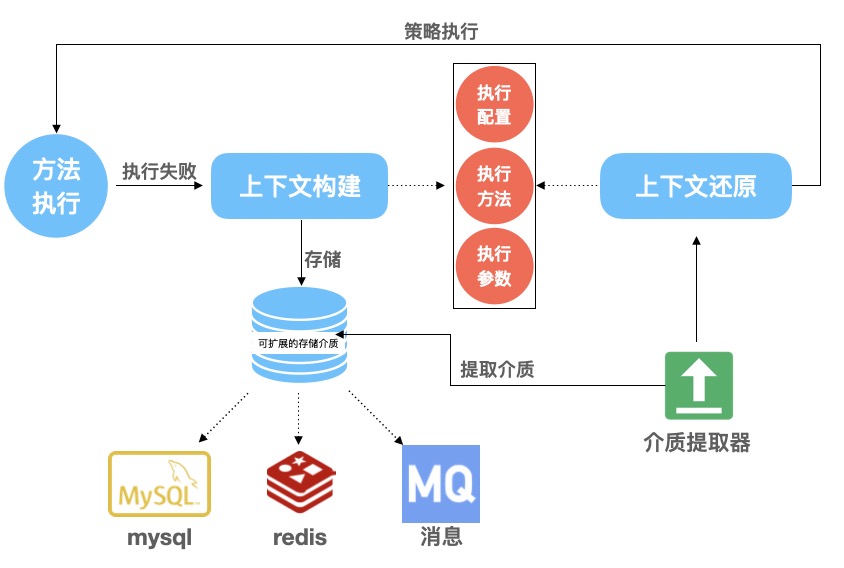 策略执行
执行
配置
方法
执行
执行失败
上下文构建
执行
方法
上下文还原
执行
参数
存储
可扩展的存储介质
提取介质
介质提取器
MySQL
MQ
mysql
redis
消息